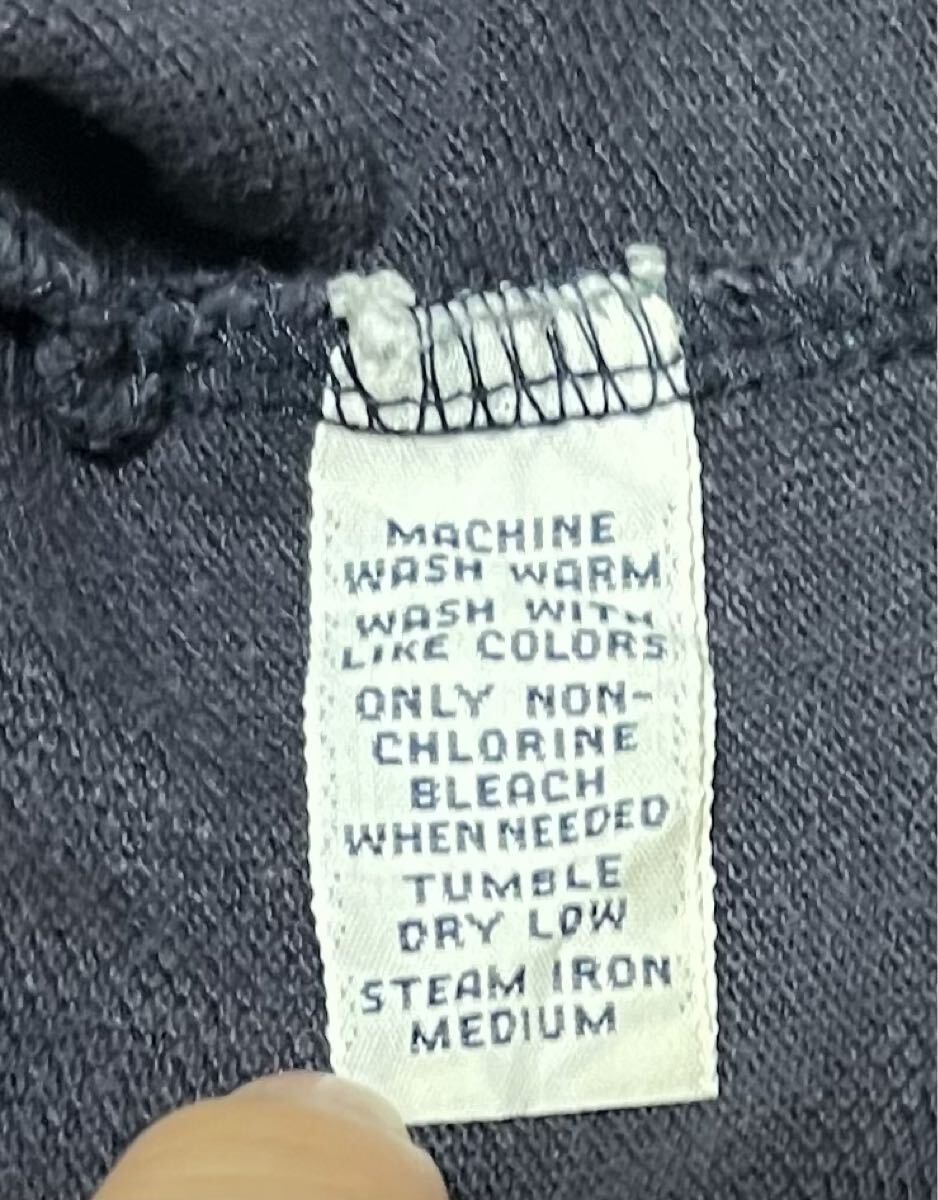 MACHINE
WASH WARM
WASH WITH
LIKE COLORS
ONLY NON-
CHLORINE
BLEACH
WHEN NEEDED
TUMBLE
DRY LOW
STEAM IRON
MEDIUM